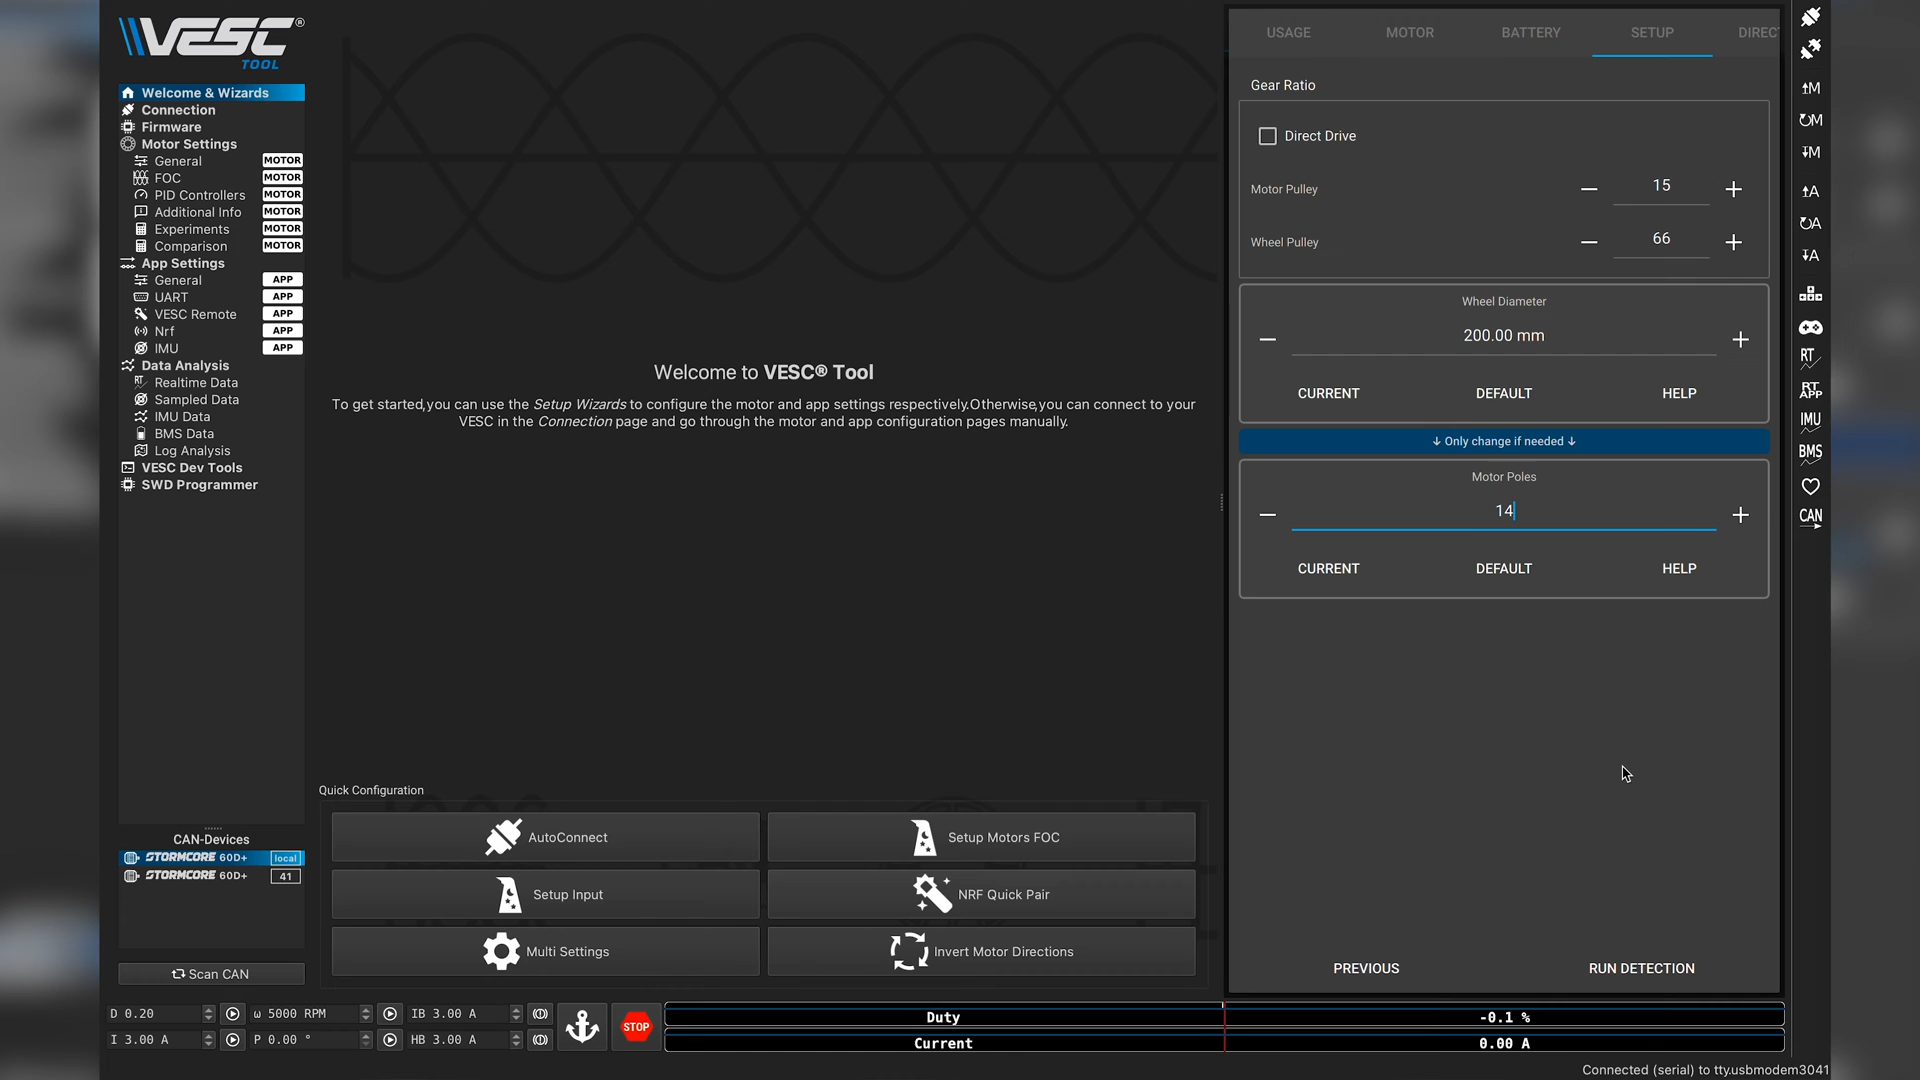 VESC®
TOOL
Welcome & Wizards
Connection
Firmware
Motor Settings
General MOTOR
FOC MOTOR
PID Controllers MOTOR
Additional Info MOTOR
Experiments MOTOR
Comparison MOTOR
App Settings
General APP
UART APP
VESC Remote APP
Nrf APP
IMU APP
Data Analysis
Realtime Data
Sampled Data
IMU Data
BMS Data
Log Analysis
VESC Dev Tools
SWD Programmer
CAN-Devices
STORMCORE 60D+ local
STORMCORE 60D+ 41
Scan CAN
Welcome to VESC® Tool
To get started,you can use the Setup Wizards to configure the motor and app settings respectively.Otherwise,you can connect to your
VESC in the Connection page and go through the motor and app configuration pages manually.
Quick Configuration
AutoConnect
Setup Motors FOC
Setup Input
NRF Quick Pair
Multi Settings
Invert Motor Directions
USAGE MOTOR BATTERY SETUP DIREC
Gear Ratio
Direct Drive
Motor Pulley — 15 +
Wheel Pulley — 66 +
Wheel Diameter
— 200.00 mm +
CURRENT DEFAULT HELP
↓ Only change if needed ↓
Motor Poles
— 14 +
CURRENT DEFAULT HELP
PREVIOUS RUN DETECTION
↑M
↻M
↓M
↑A
↻A
↓A
RT
RT
APP
IMU
BMS
CAN
D 0.20 ω 5000 RPM IB 3.00 A
I 3.00 A P 0.00 ° HB 3.00 A
STOP
Duty -0.1 %
Current 0.00 A
Connected (serial) to tty.usbmodem3041